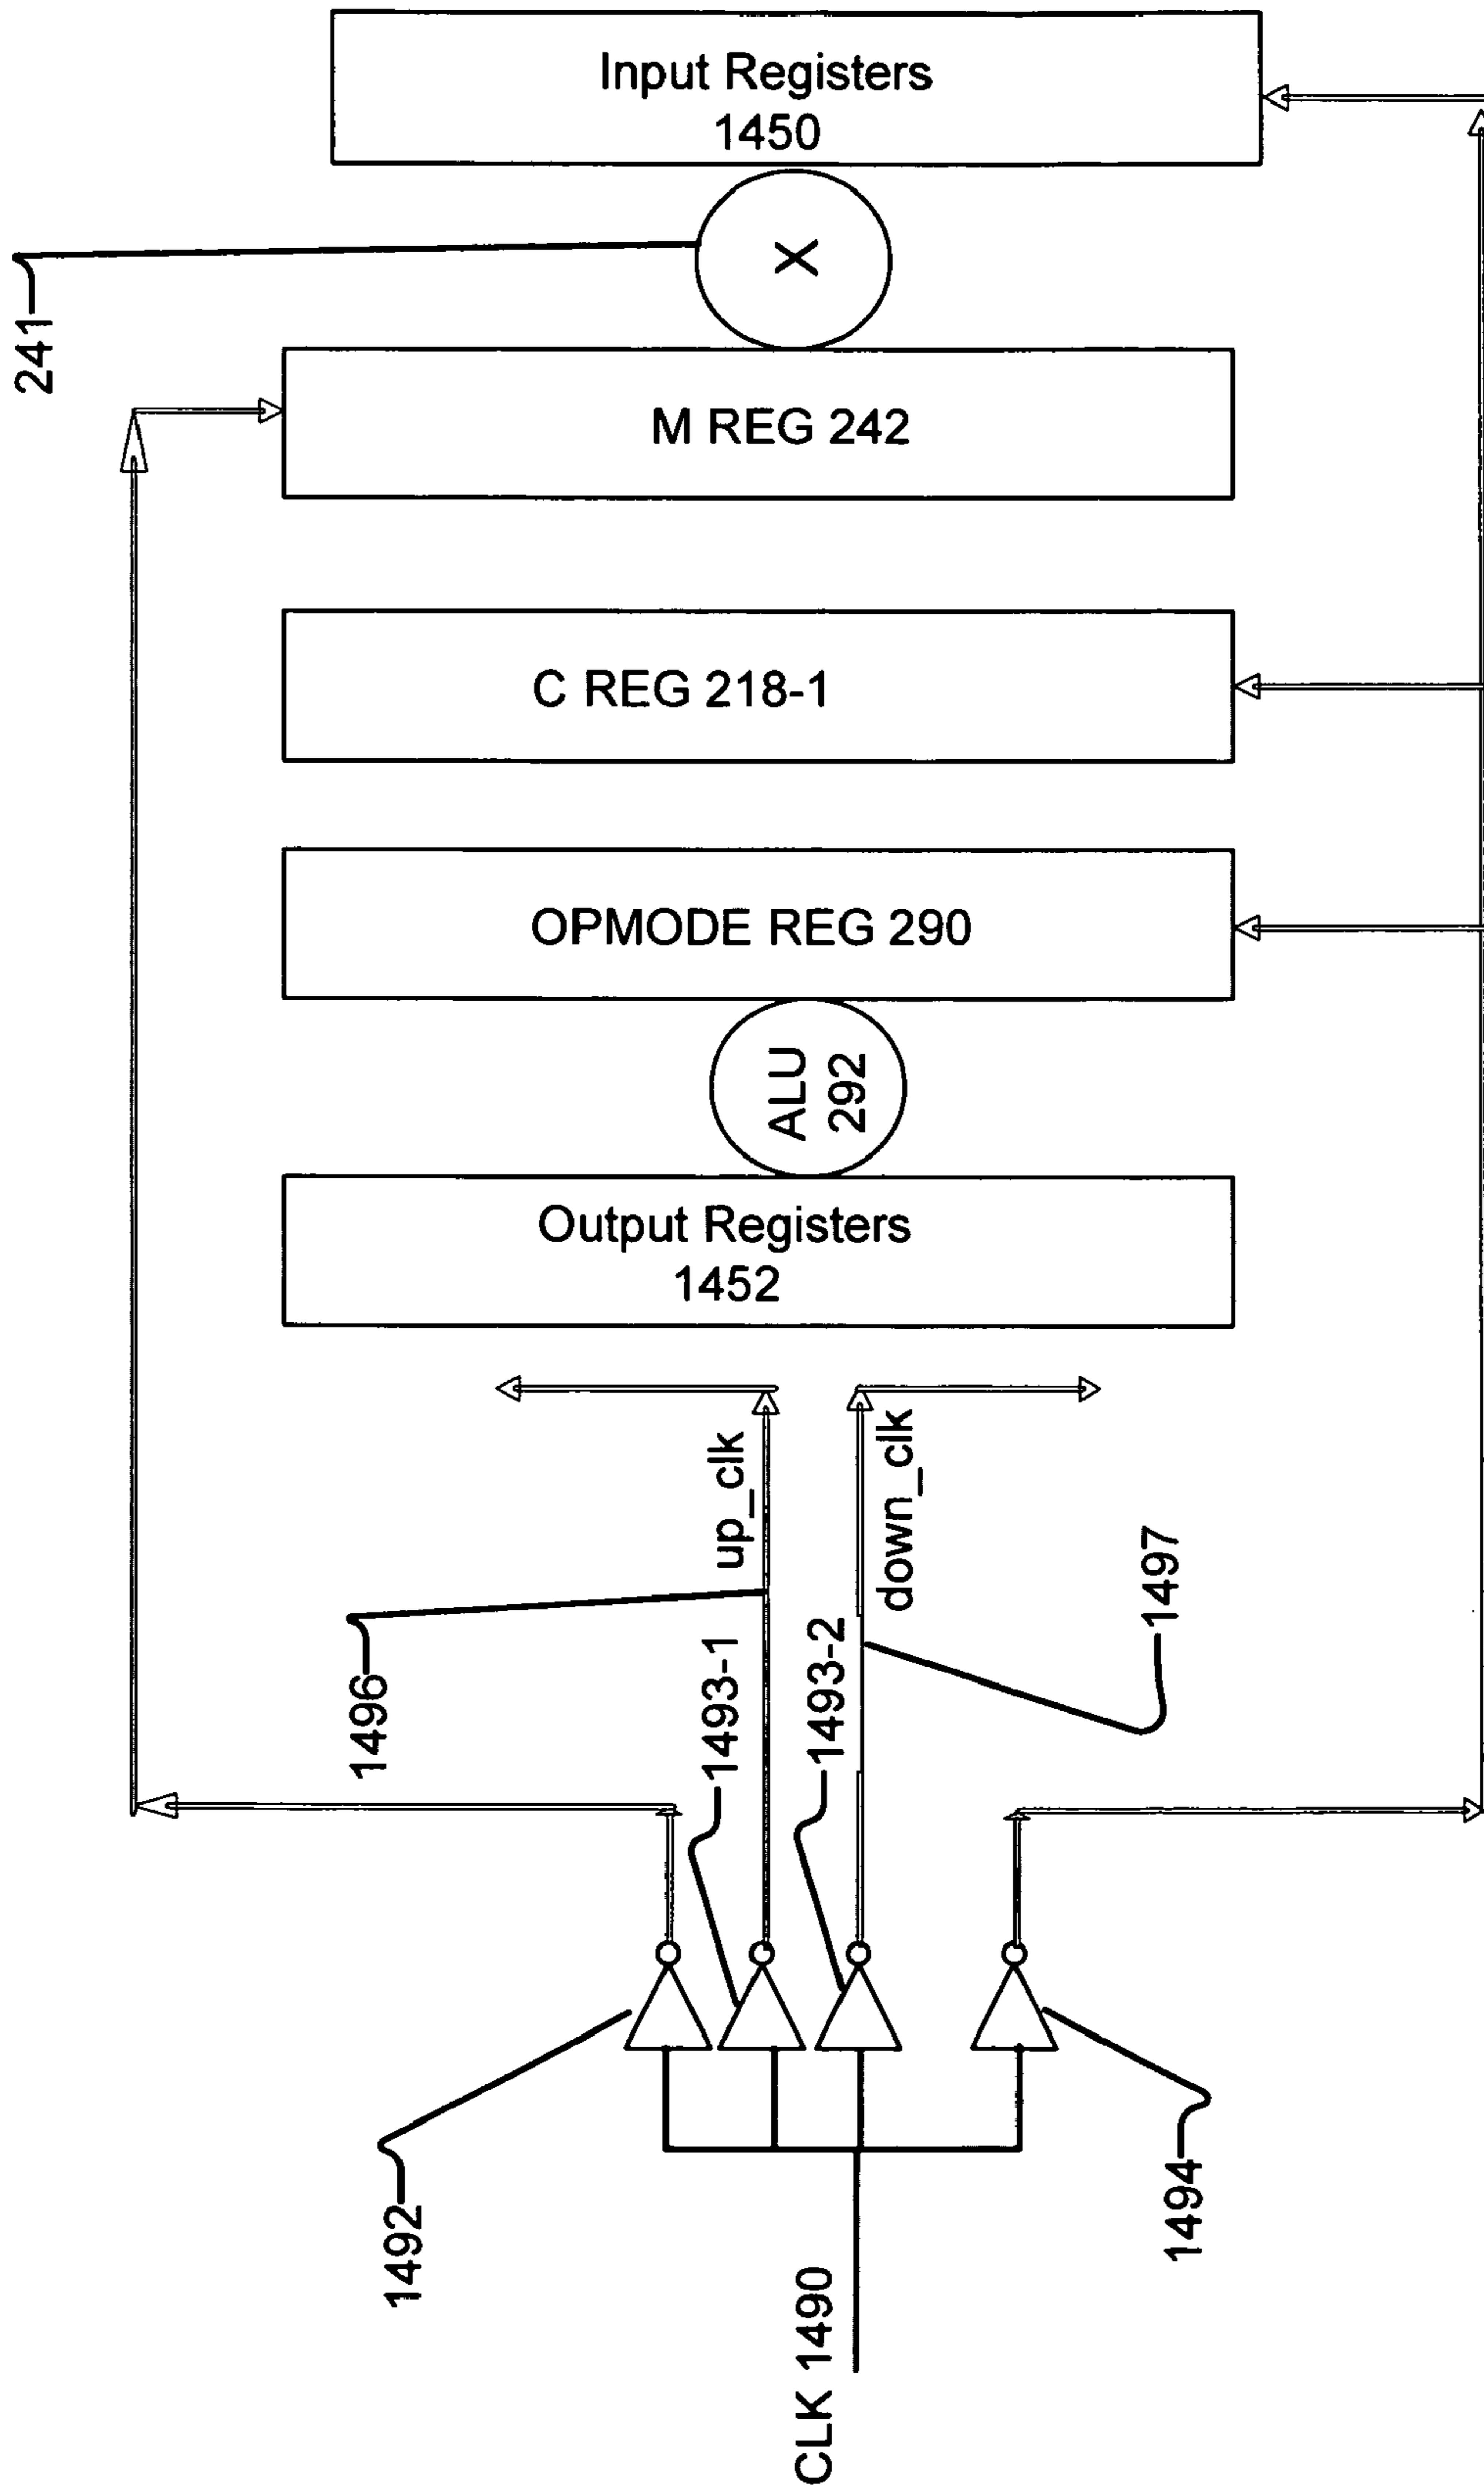 Input Registers
1450
X
241
M REG 242
C REG 218-1
OPMODE REG 290
ALU
292
Output Registers
1452
up_clk
down_clk
1496
1493-1
1493-2
1497
1492
1494
CLK 1490